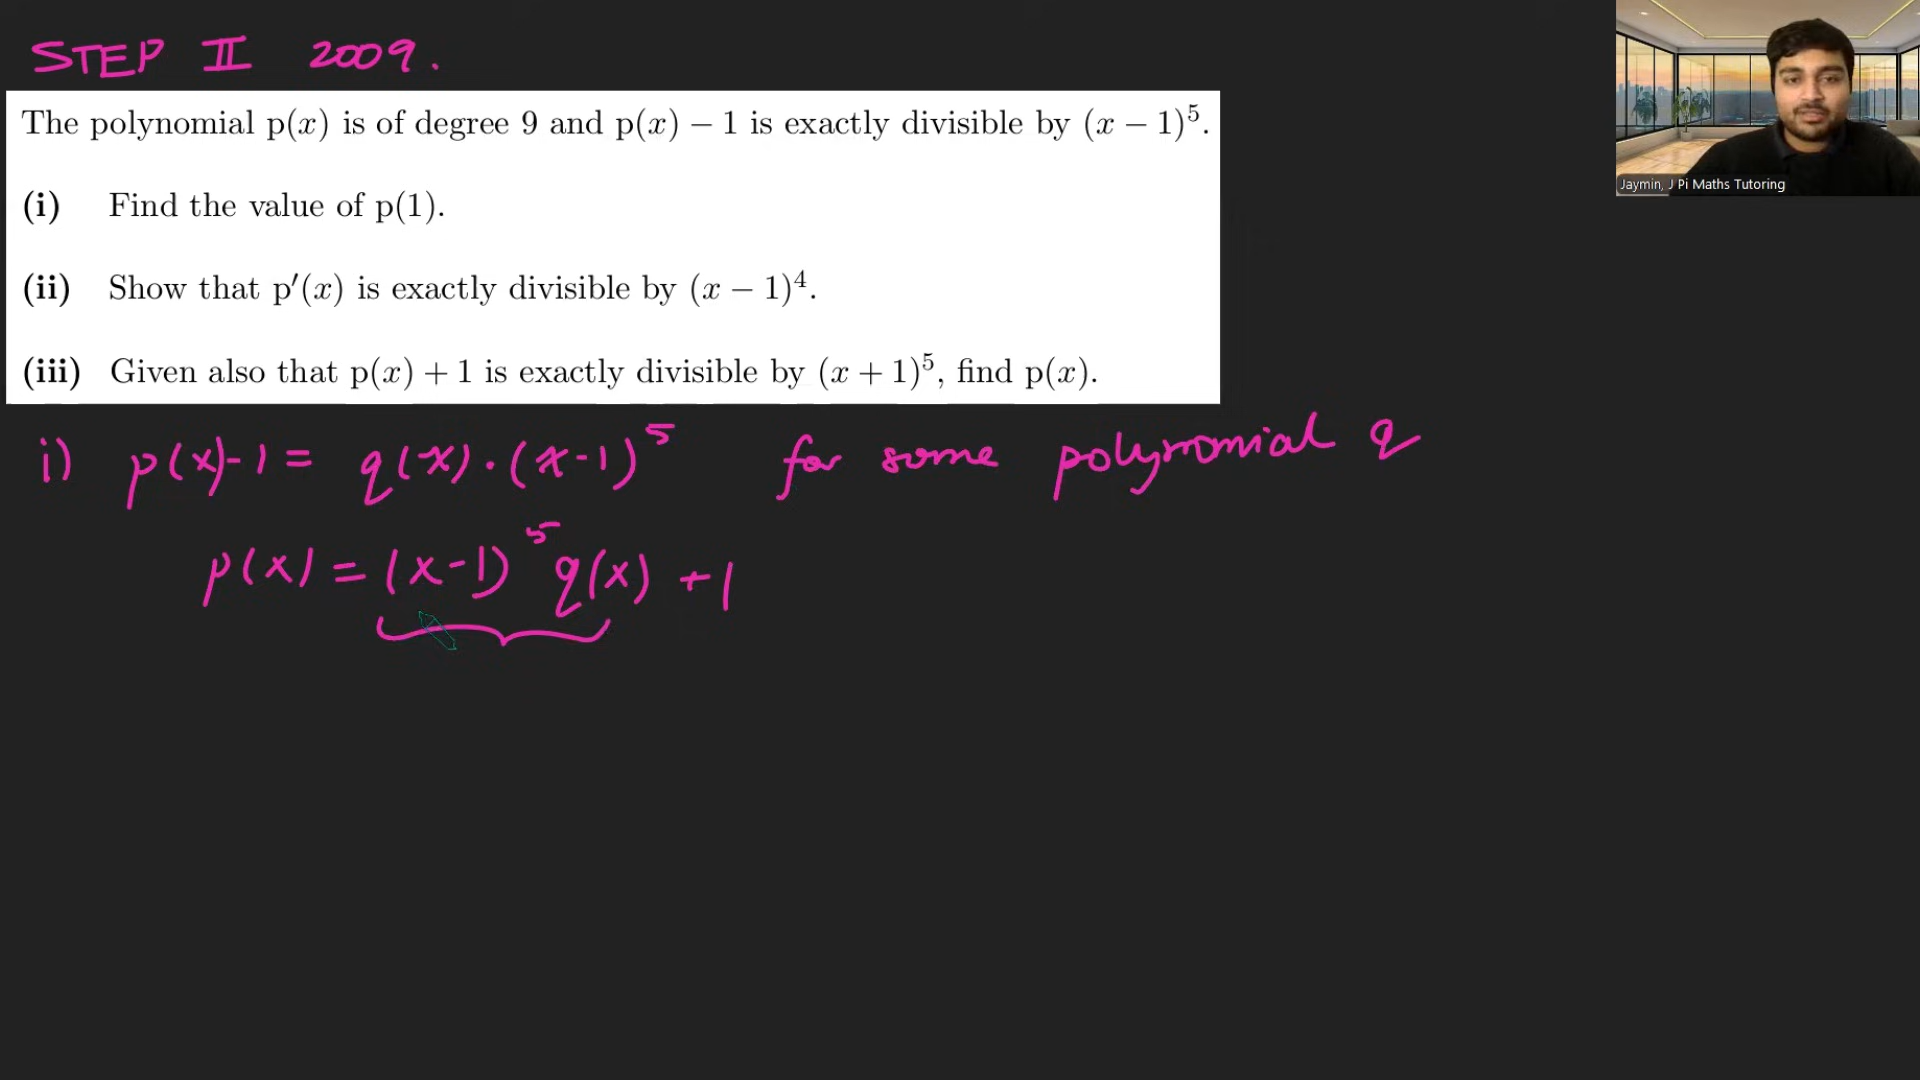 STEP II 2009.
Jaymin, J Pi Maths Tutoring
The polynomial p(x) is of degree 9 and p(x) − 1 is exactly divisible by (x − 1)⁵.
(i) Find the value of p(1).
(ii) Show that p′(x) is exactly divisible by (x − 1)⁴.
(iii) Given also that p(x) + 1 is exactly divisible by (x + 1)⁵, find p(x).
i) p(x)-1 = q(x)·(x-1)⁵ for some polynomial q
p(x) = (x-1)⁵ q(x) + 1